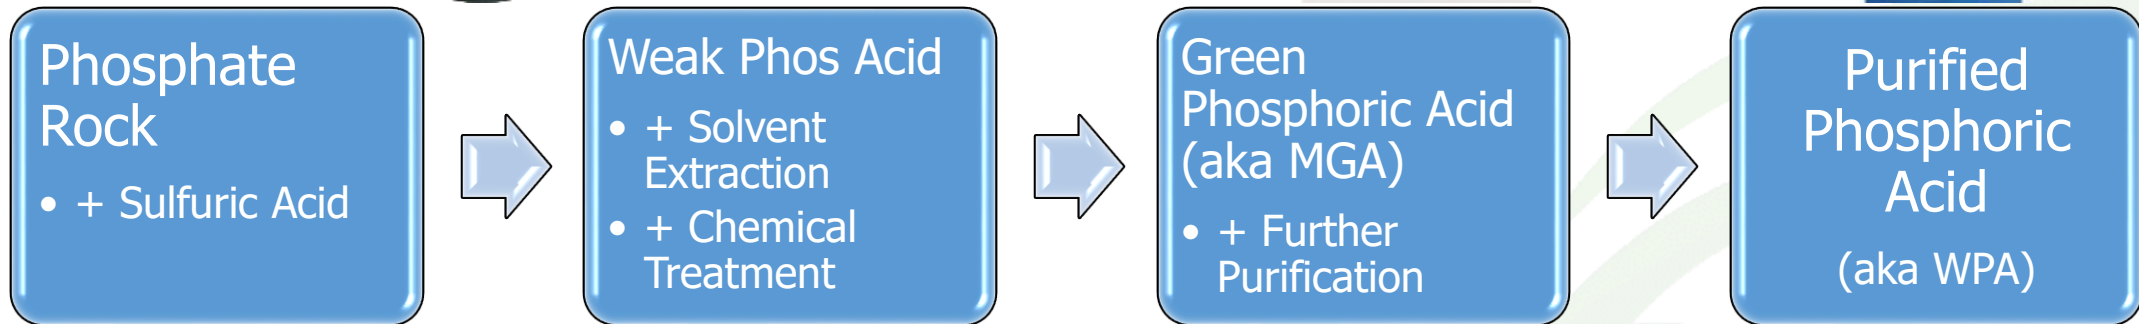 Phosphate
Rock
• + Sulfuric Acid
Weak Phos Acid
• + Solvent
Extraction
• + Chemical
Treatment
Green
Phosphoric Acid
(aka MGA)
• + Further
Purification
Purified
Phosphoric
Acid
(aka WPA)